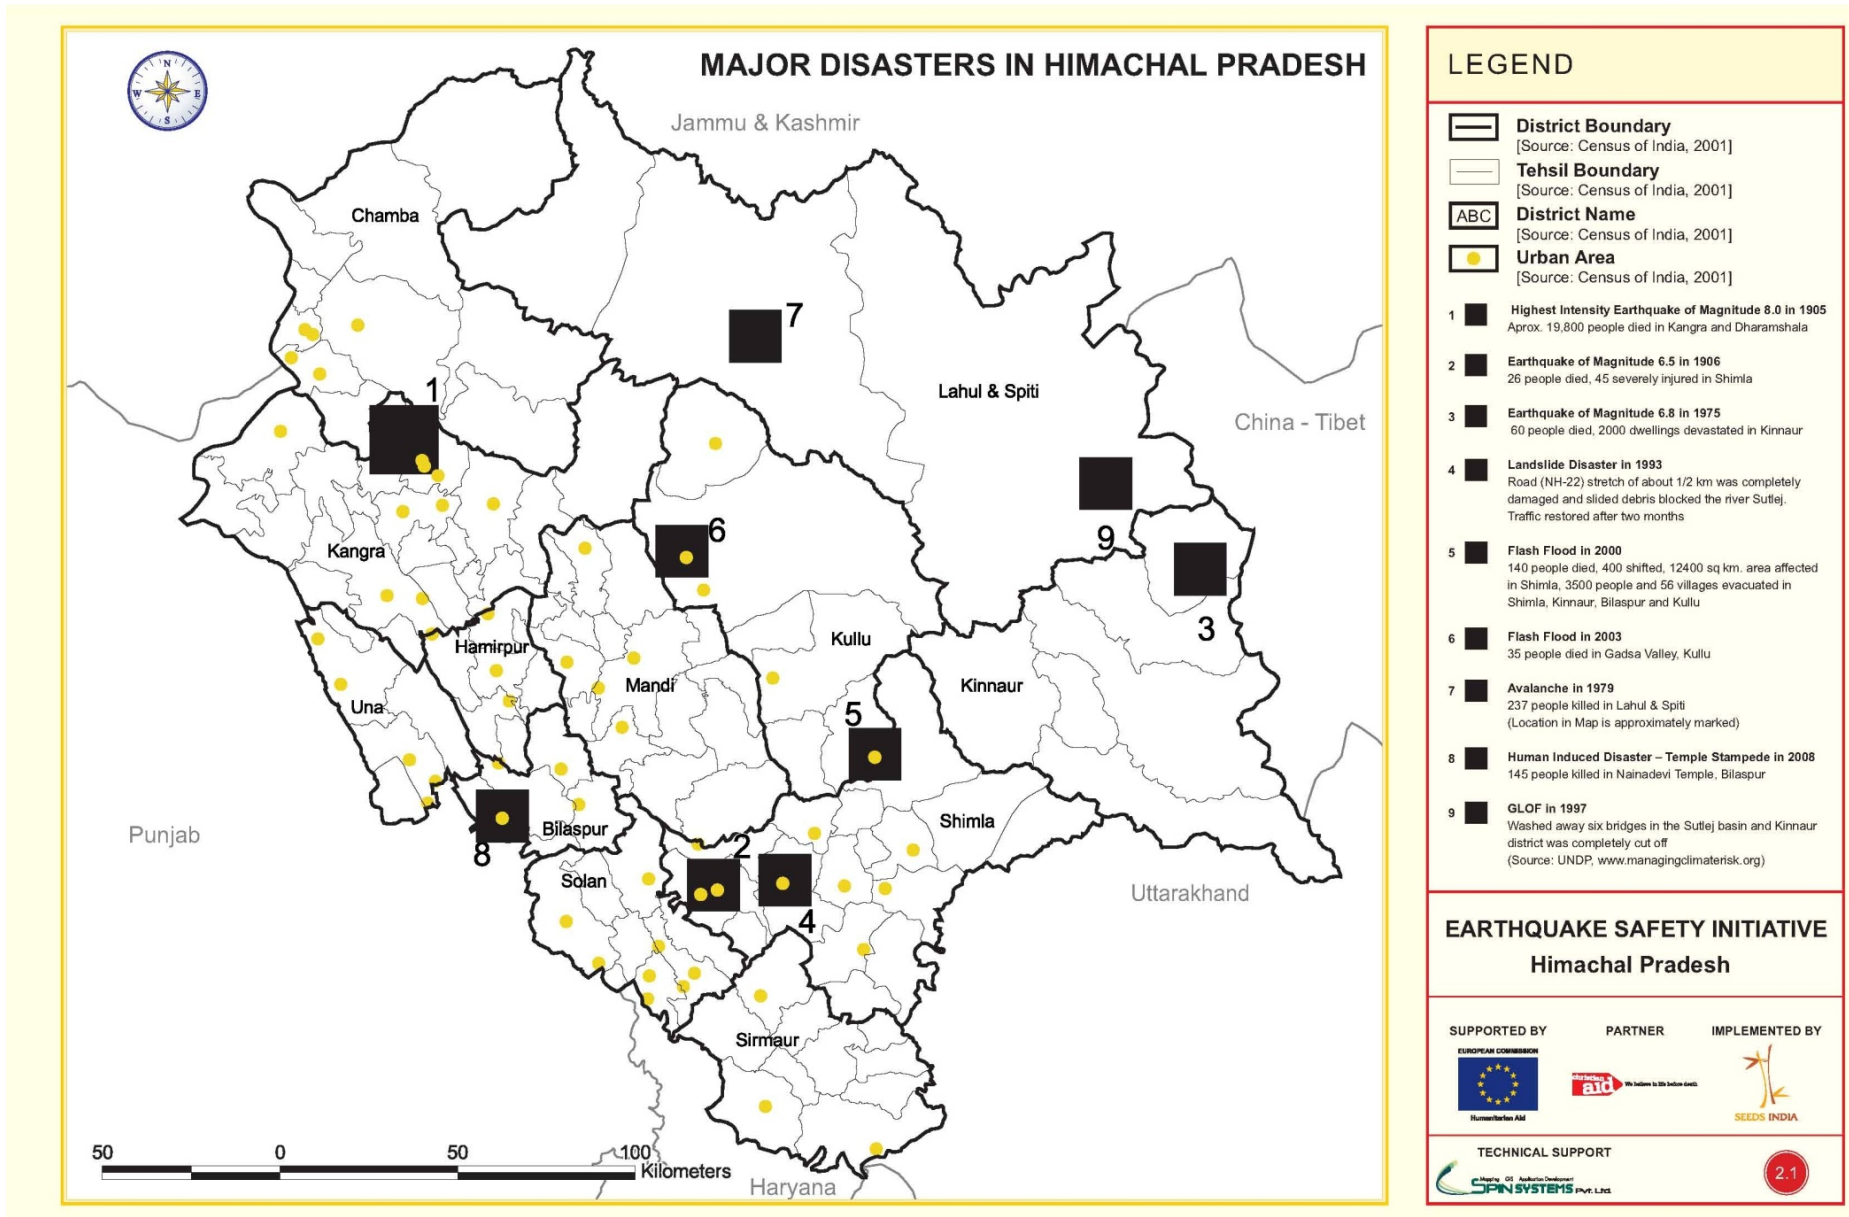 MAJOR DISASTERS IN HIMACHAL PRADESH
N
W
E
S
Jammu & Kashmir
Chamba
7
Lahul & Spiti
China - Tibet
1
6
9
Kangra
3
Hamirpur
Kullu
Mandi
Kinnaur
Una
5
Punjab
Bilaspur
Shimla
8
2
Solan
4
Uttarakhand
Sirmaur
50
0
50
100
Kilometers
Haryana
LEGEND
District Boundary
[Source: Census of India, 2001]
Tehsil Boundary
[Source: Census of India, 2001]
ABC
District Name
[Source: Census of India, 2001]
Urban Area
[Source: Census of India, 2001]
1 Highest Intensity Earthquake of Magnitude 8.0 in 1905
Aprox. 19,800 people died in Kangra and Dharamshala
2 Earthquake of Magnitude 6.5 in 1906
26 people died, 45 severely injured in Shimla
3 Earthquake of Magnitude 6.8 in 1975
60 people died, 2000 dwellings devastated in Kinnaur
4 Landslide Disaster in 1993
Road (NH-22) stretch of about 1/2 km was completely
damaged and slided debris blocked the river Sutlej.
Traffic restored after two months
5 Flash Flood in 2000
140 people died, 400 shifted, 12400 sq km. area affected
in Shimla, 3500 people and 56 villages evacuated in
Shimla, Kinnaur, Bilaspur and Kullu
6 Flash Flood in 2003
35 people died in Gadsa Valley, Kullu
7 Avalanche in 1979
237 people killed in Lahul & Spiti
(Location in Map is approximately marked)
8 Human Induced Disaster – Temple Stampede in 2008
145 people killed in Nainadevi Temple, Bilaspur
9 GLOF in 1997
Washed away six bridges in the Sutlej basin and Kinnaur
district was completely cut off
(Source: UNDP, www.managingclimaterisk.org)
EARTHQUAKE SAFETY INITIATIVE
Himachal Pradesh
SUPPORTED BY
PARTNER
IMPLEMENTED BY
EUROPEAN COMMISSION
Humanitarian Aid
christian
aid
We believe in life before death
SEEDS INDIA
TECHNICAL SUPPORT
Mapping GIS Application Development
SPIN SYSTEMS Pvt. Ltd.
2.1